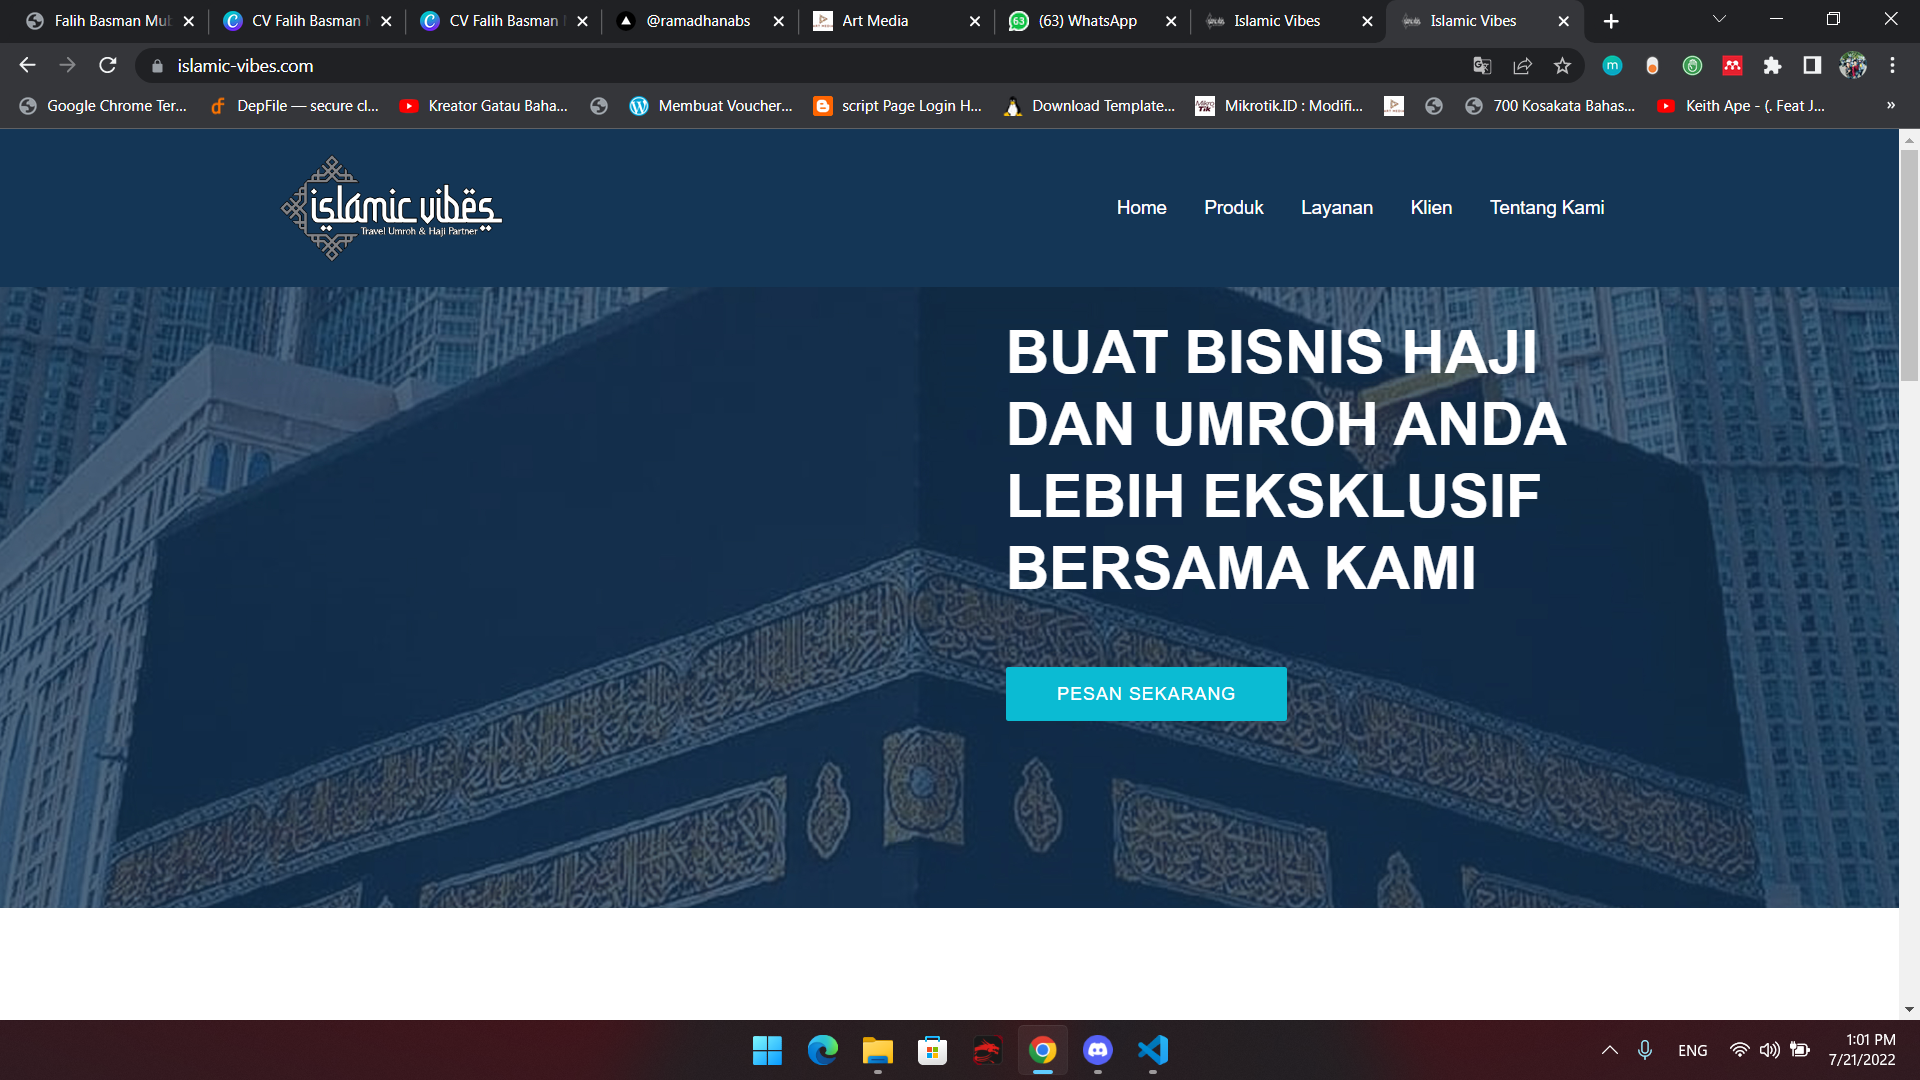 Falih Basman Mub
CV Falih Basman M
CV Falih Basman
@ramadhanabs
Art Media
(63) WhatsApp
Islamic Vibes
Islamic Vibes
islamic-vibes.com
Google Chrome Ter...
DepFile — secure cl...
Kreator Gatau Baha...
Membuat Voucher...
script Page Login H...
Download Template...
Mikrotik.ID : Modifi...
700 Kosakata Bahas...
Keith Ape - (. Feat J...
»
islamic vibes
Travel Umroh & Haji Partner
Home
Produk
Layanan
Klien
Tentang Kami
BUAT BISNIS HAJI
DAN UMROH ANDA
LEBIH EKSKLUSIF
BERSAMA KAMI
PESAN SEKARANG
ENG
1:01 PM
7/21/2022